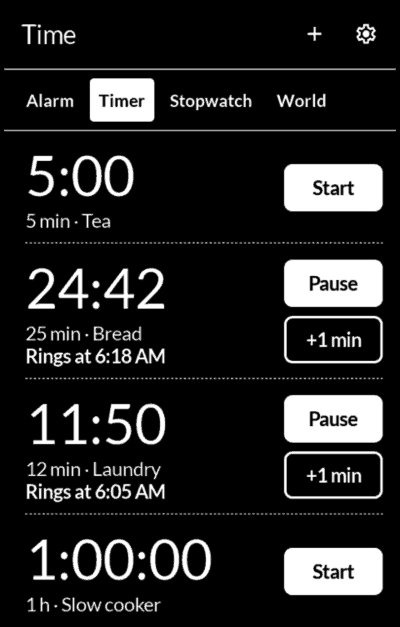 Time
+
Alarm Timer Stopwatch World
5:00
Start
5 min · Tea
24:42
Pause
25 min · Bread
+1 min
Rings at 6:18 AM
11:50
Pause
12 min · Laundry
+1 min
Rings at 6:05 AM
1:00:00
Start
1 h · Slow cooker